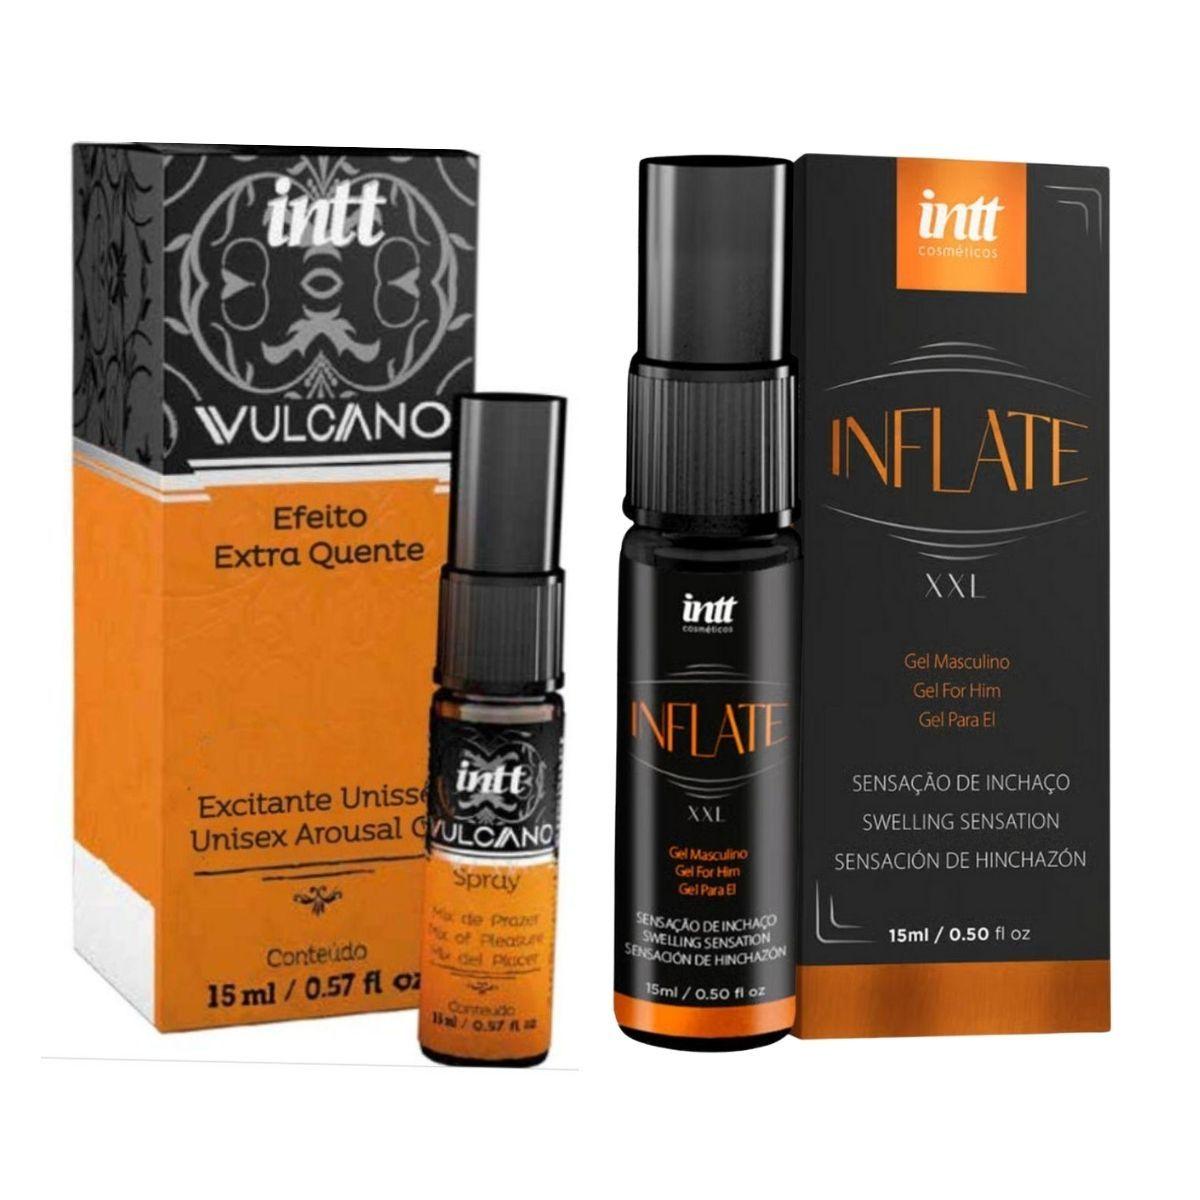 intt
VULCANO
Efeito
Extra Quente
Excitante
Unisex Arousal
Conteúdo
15 ml / 0.57 fl oz
intt
VULCANO
Spray
Mix de Prazer
Mix of Pleasure
Mix del Placer
Conteúdo
15 ml / 0.57 fl oz
intt
cosméticos
INFLATE
XXL
Gel Masculino
Gel For Him
Gel Para El
SENSAÇÃO DE INCHAÇO
SWELLING SENSATION
SENSACIÓN DE HINCHAZÓN
15ml / 0.50 fl oz
intt
cosméticos
INFLATE
XXL
Gel Masculino
Gel For Him
Gel Para El
SENSAÇÃO DE INCHAÇO
SWELLING SENSATION
SENSACIÓN DE HINCHAZÓN
15ml / 0.50 fl oz